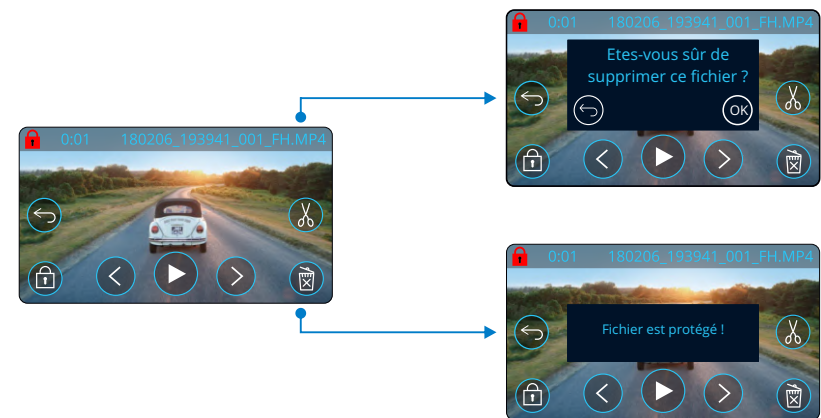 0:01 180206_193941_001_FH.MP4
0:01 180206_193941_001_FH.MP4
Etes-vous sûr de
supprimer ce fichier ?
OK
0:01 180206_193941_001_FH.MP4
Fichier est protégé !